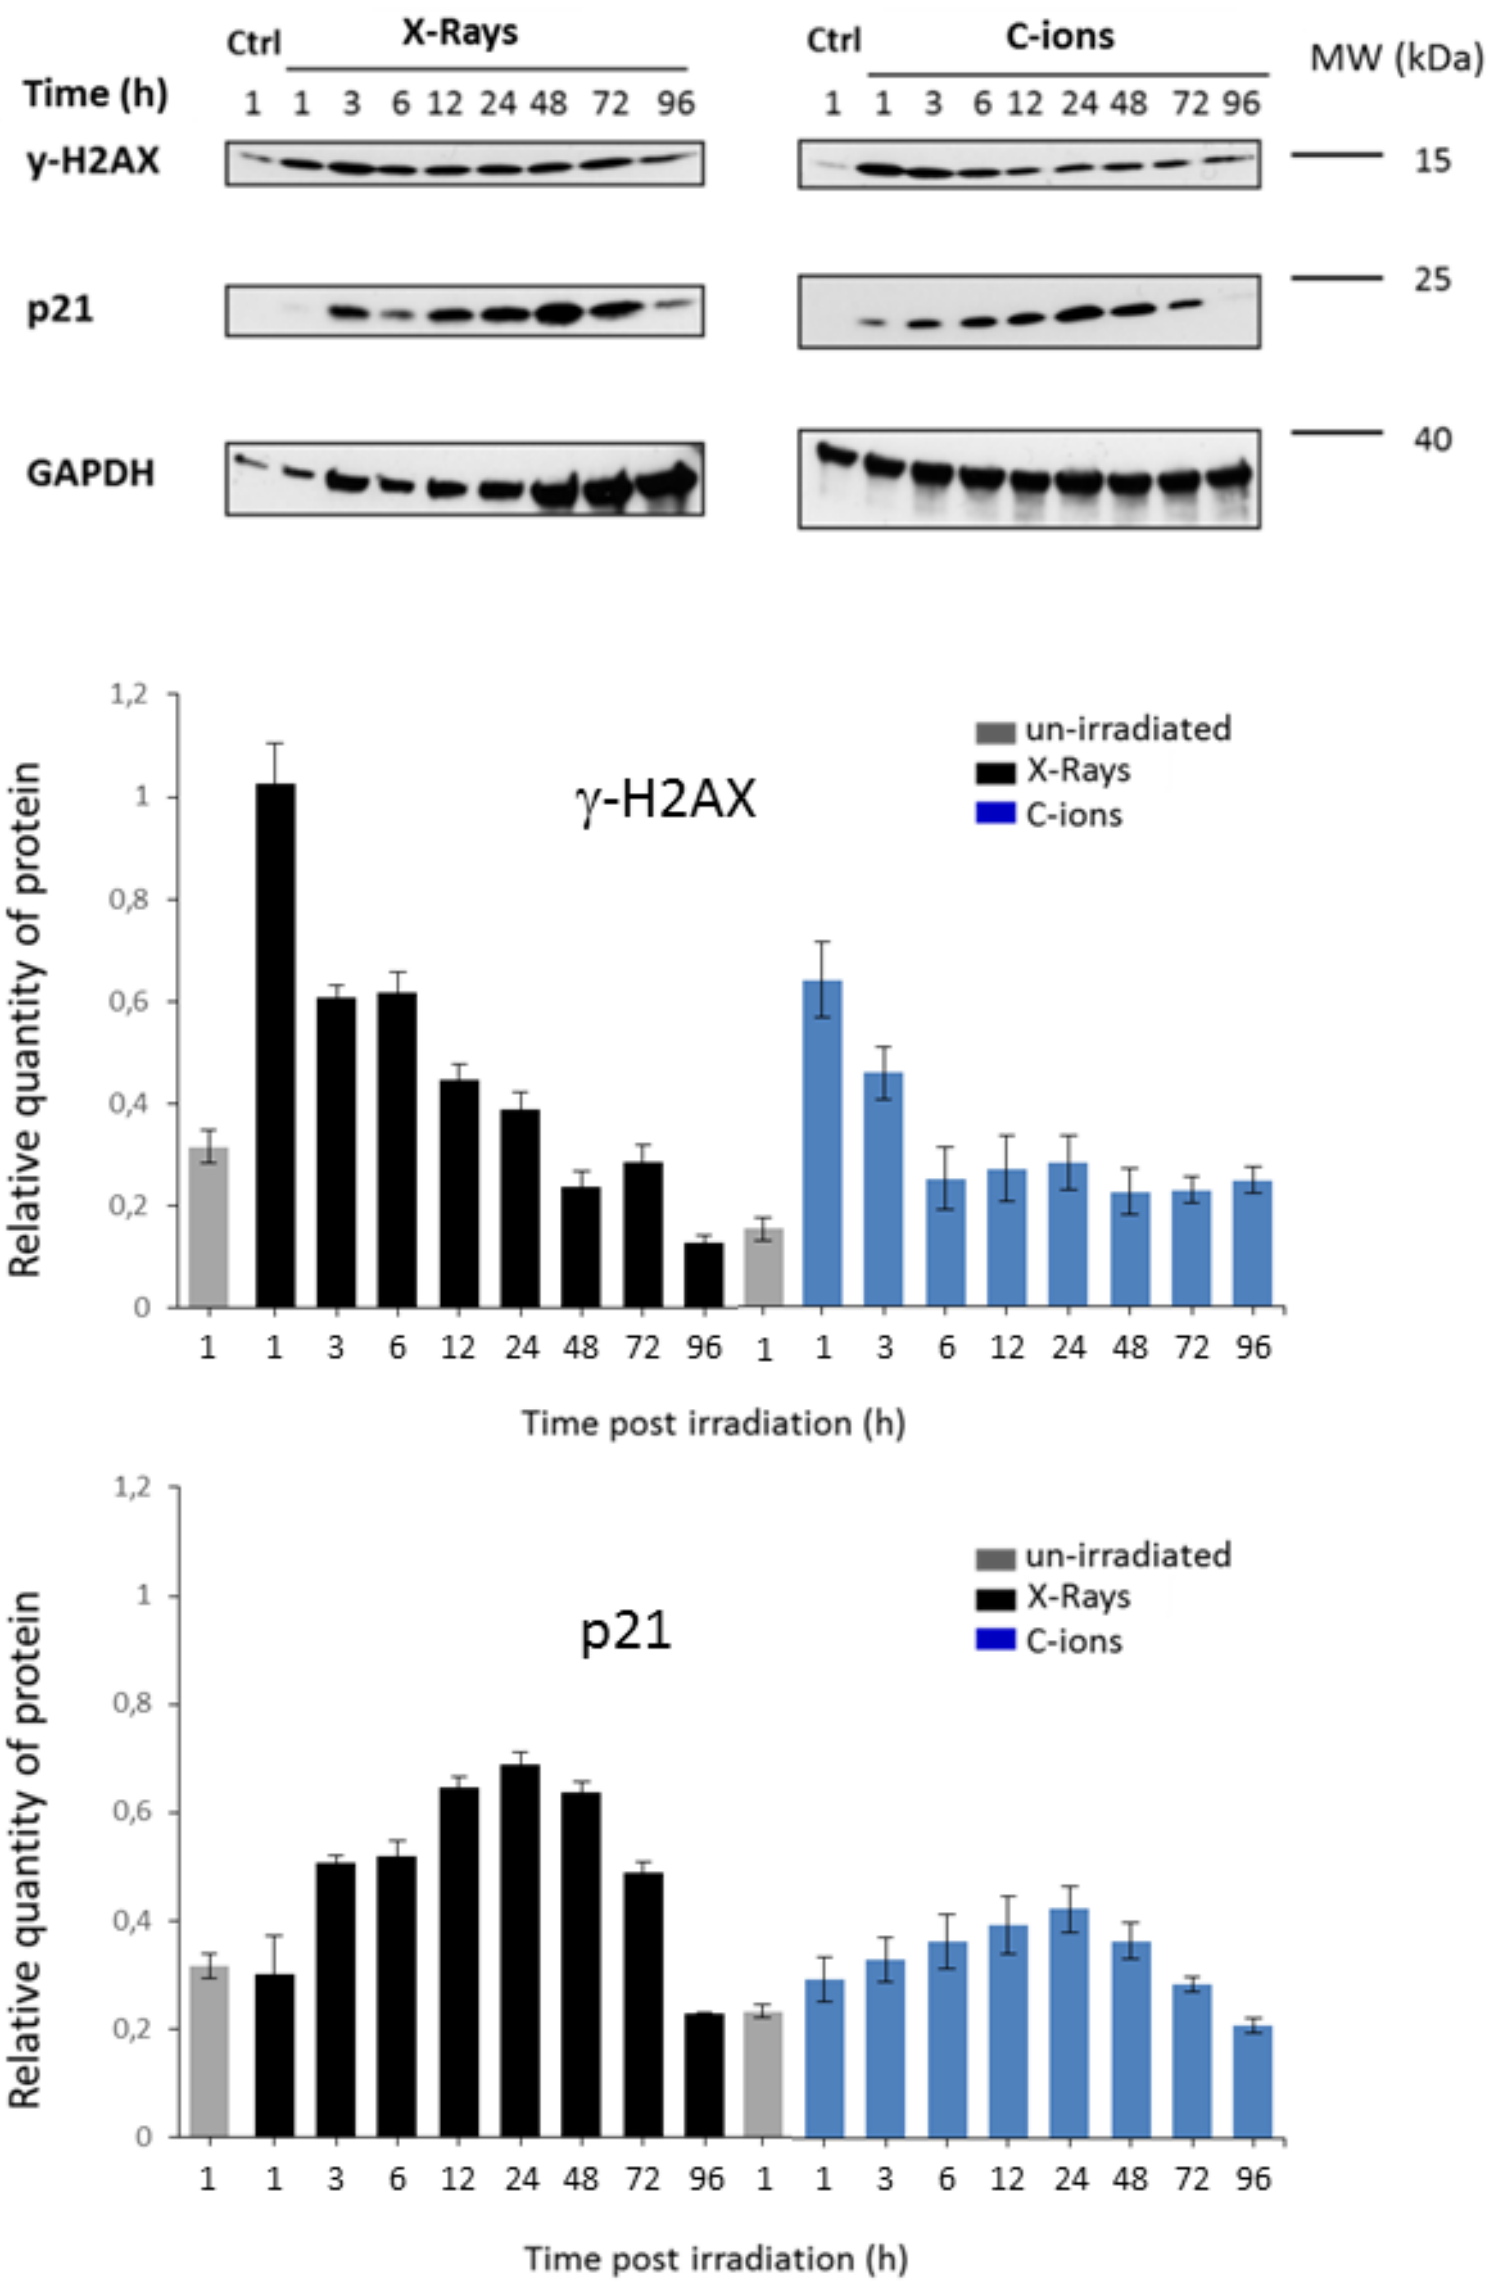 Ctrl X-Rays Ctrl C-ions MW (kDa)
Time (h) 1 1 3 6 12 24 48 72 96 1 1 3 6 12 24 48 72 96
γ-H2AX 15
p21 25
GAPDH 40
1,2
1
0,8
0,6
0,4
0,2
0
Relative quantity of protein
γ-H2AX
un-irradiated
X-Rays
C-ions
1 1 3 6 12 24 48 72 96 1 1 3 6 12 24 48 72 96
Time post irradiation (h)
1,2
1
0,8
0,6
0,4
0,2
0
Relative quantity of protein
p21
un-irradiated
X-Rays
C-ions
1 1 3 6 12 24 48 72 96 1 1 3 6 12 24 48 72 96
Time post irradiation (h)